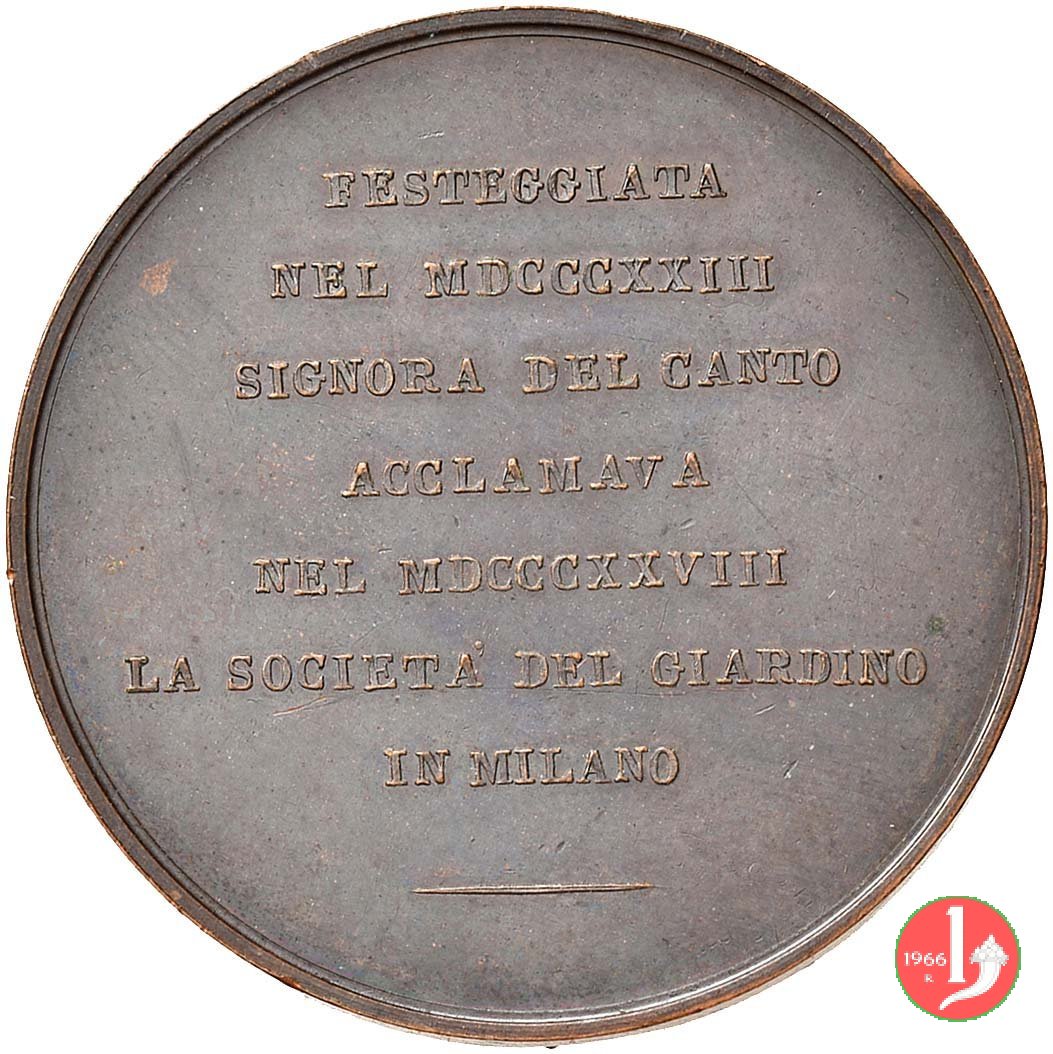 FESTEGGIATA
NEL MDCCCXXIII
SIGNORA DEL CANTO
ACCLAMAVA
NEL MDCCCXXVIII
LA SOCIETA' DEL GIARDINO
IN MILANO
1966
R.